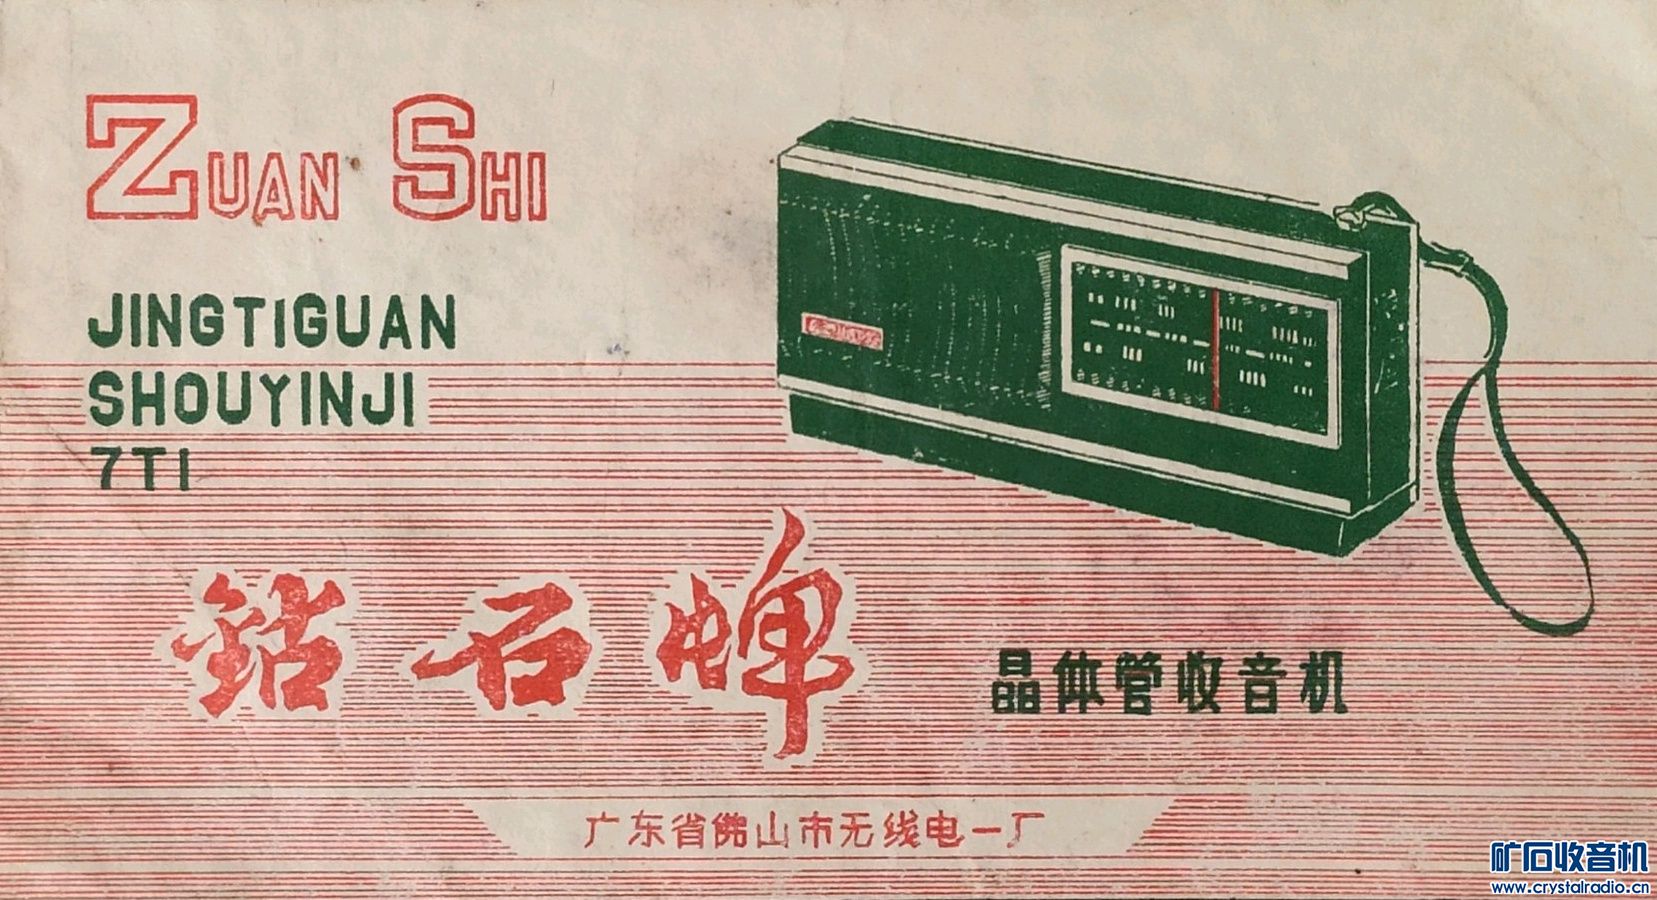 ZUAN SHI
JINGTIGUAN
SHOUYINJI
7T1
钻石牌
晶体管收音机
广东省佛山市无线电一厂
矿石收音机
www.crystalradio.cn